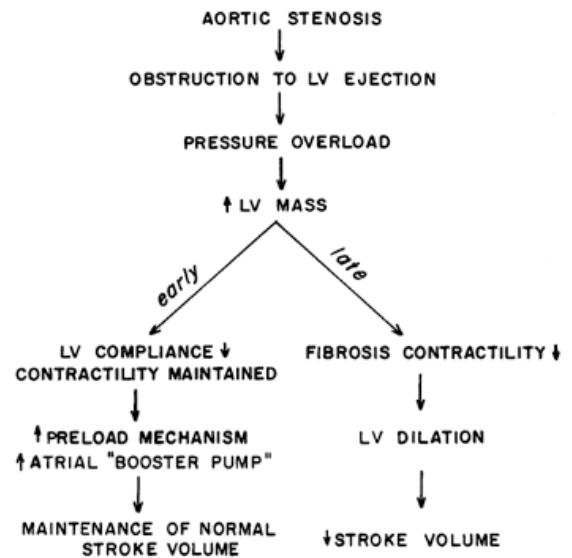 AORTIC STENOSIS
OBSTRUCTION TO LV EJECTION
PRESSURE OVERLOAD
↑ LV MASS
early
late
LV COMPLIANCE ↓
CONTRACTILITY MAINTAINED
FIBROSIS CONTRACTILITY ↓
↑ PRELOAD MECHANISM
↑ ATRIAL "BOOSTER PUMP"
LV DILATION
MAINTENANCE OF NORMAL
STROKE VOLUME
↓ STROKE VOLUME